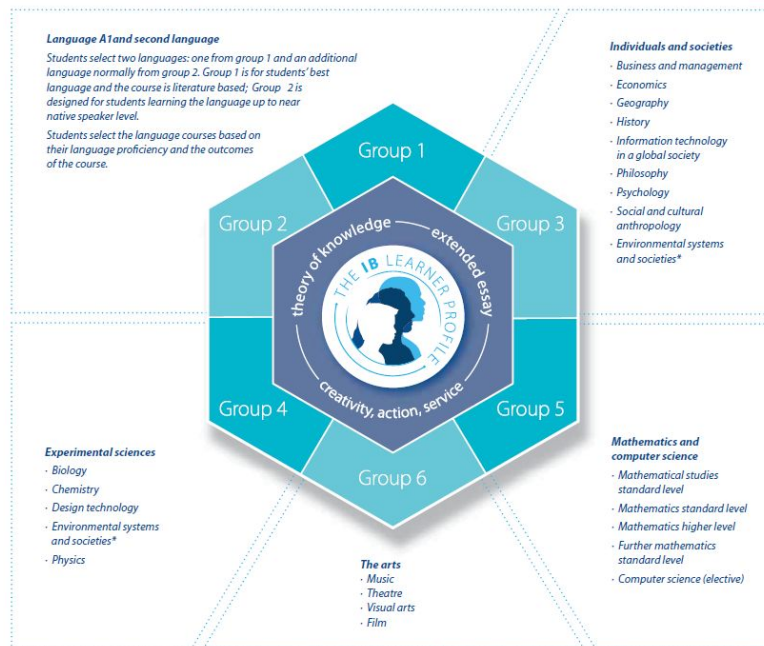 Language A1and second language
Students select two languages: one from group 1 and an additional
language normally from group 2. Group 1 is for students' best
language and the course is literature based; Group 2 is
designed for students learning the language up to near
native speaker level.
Students select the language courses based on
their language proficiency and the outcomes
of the course.
Individuals and societies
· Business and management
· Economics
· Geography
· History
· Information technology
in a global society
· Philosophy
· Psychology
· Social and cultural
anthropology
· Environmental systems
and societies*
Group 1
Group 2
Group 3
theory of knowledge
extended essay
THE IB LEARNER PROFILE
creativity, action, service
Group 4
Group 5
Group 6
Experimental sciences
· Biology
· Chemistry
· Design technology
· Environmental systems
and societies*
· Physics
The arts
· Music
· Theatre
· Visual arts
· Film
Mathematics and
computer science
· Mathematical studies
standard level
· Mathematics standard level
· Mathematics higher level
· Further mathematics
standard level
· Computer science (elective)